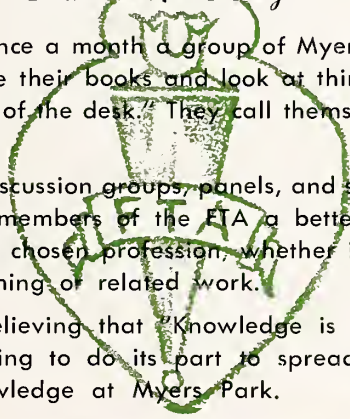 nce a month a group of Myer
e their books and look at thin
of the desk." They call thems
scussion groups, panels, and s
members of the FTA a bette
chosen profession, whether
ning or related work.
elieving that "Knowledge is
ing to do its part to spread
wledge at Myers Park.
FTA